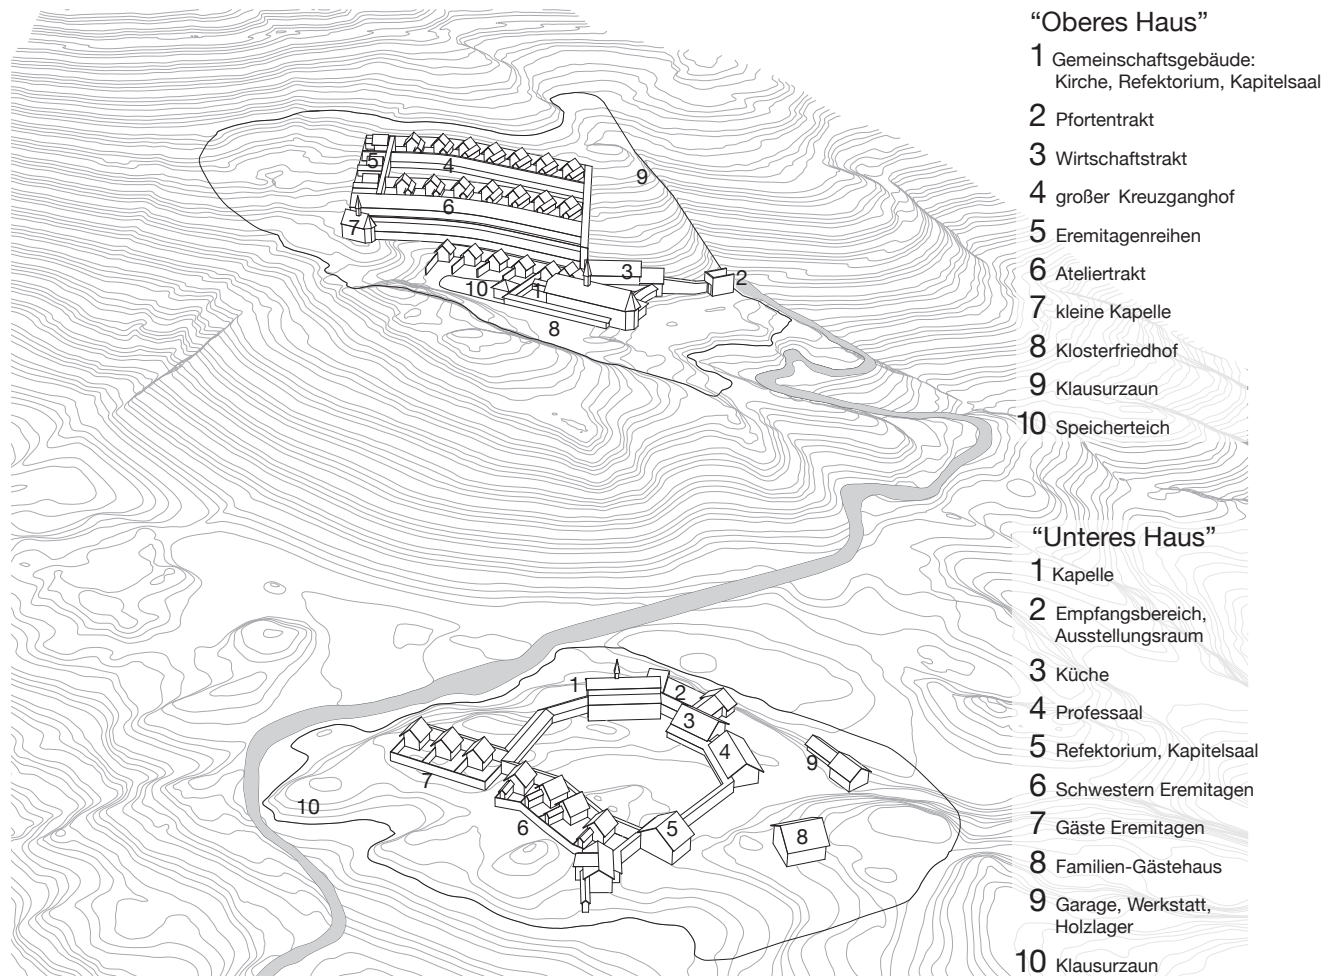 “Oberes Haus”
1 Gemeinschaftsgebäude:
Kirche, Refektorium, Kapitelsaal
2 Pfortentrakt
3 Wirtschaftstrakt
4 großer Kreuzganghof
5 Eremitagenreihen
6 Ateliertrakt
7 kleine Kapelle
8 Klosterfriedhof
9 Klausurzaun
10 Speicherteich
“Unteres Haus”
1 Kapelle
2 Empfangsbereich,
Ausstellungsraum
3 Küche
4 Professaal
5 Refektorium, Kapitelsaal
6 Schwestern Eremitagen
7 Gäste Eremitagen
8 Familien-Gästehaus
9 Garage, Werkstatt,
Holzlager
10 Klausurzaun
5
4
9
6
7
3
2
10
1
8
1
2
3
4
9
7
10
6
5
8